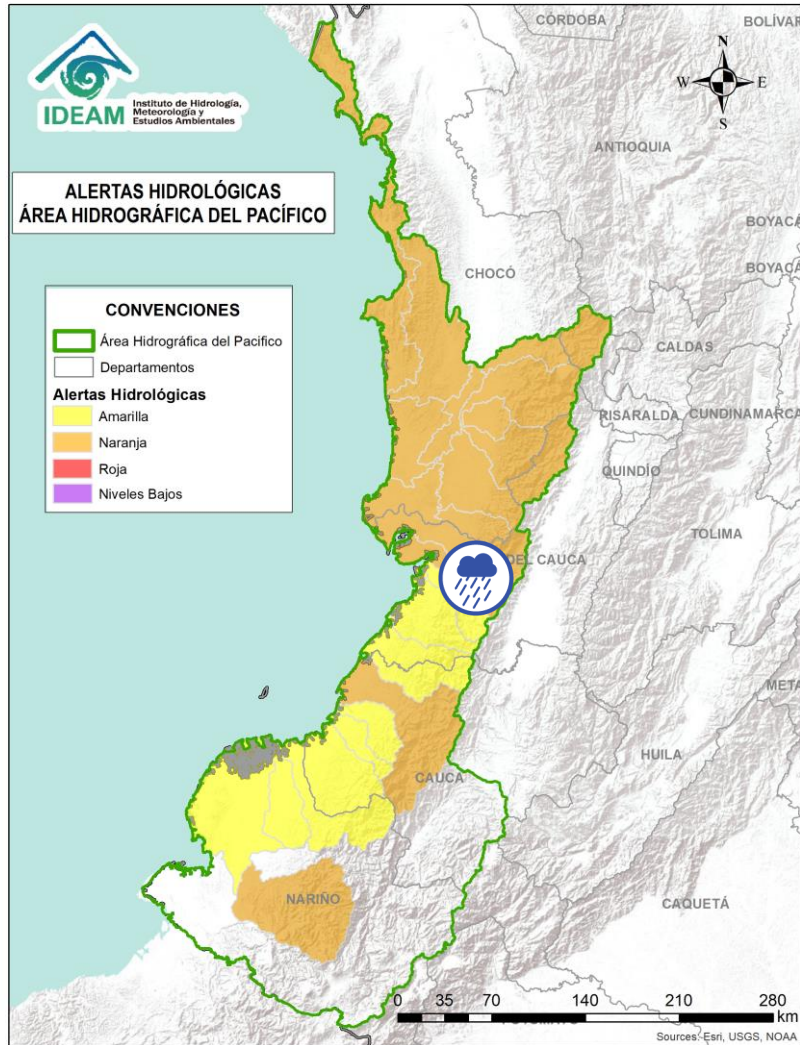 CÓRDOBA
BOLÍVAR
IDEAM
Instituto de Hidrología,
Meteorología y
Estudios Ambientales
N
W E
S
ANTIOQUIA
ALERTAS HIDROLÓGICAS
ÁREA HIDROGRÁFICA DEL PACÍFICO
BOYACÁ
BOYACÁ
CHOCÓ
CONVENCIONES
Área Hidrográfica del Pacifico
Departamentos
Alertas Hidrológicas
Amarilla
Naranja
Roja
Niveles Bajos
CALDAS
RISARALDA
CUNDINAMARCA
QUINDÍO
TOLIMA
DEL CAUCA
META
HUILA
CAUCA
NARIÑO
CAQUETÁ
0 35 70 140 210 280
km
Sources: Esri, USGS, NOAA